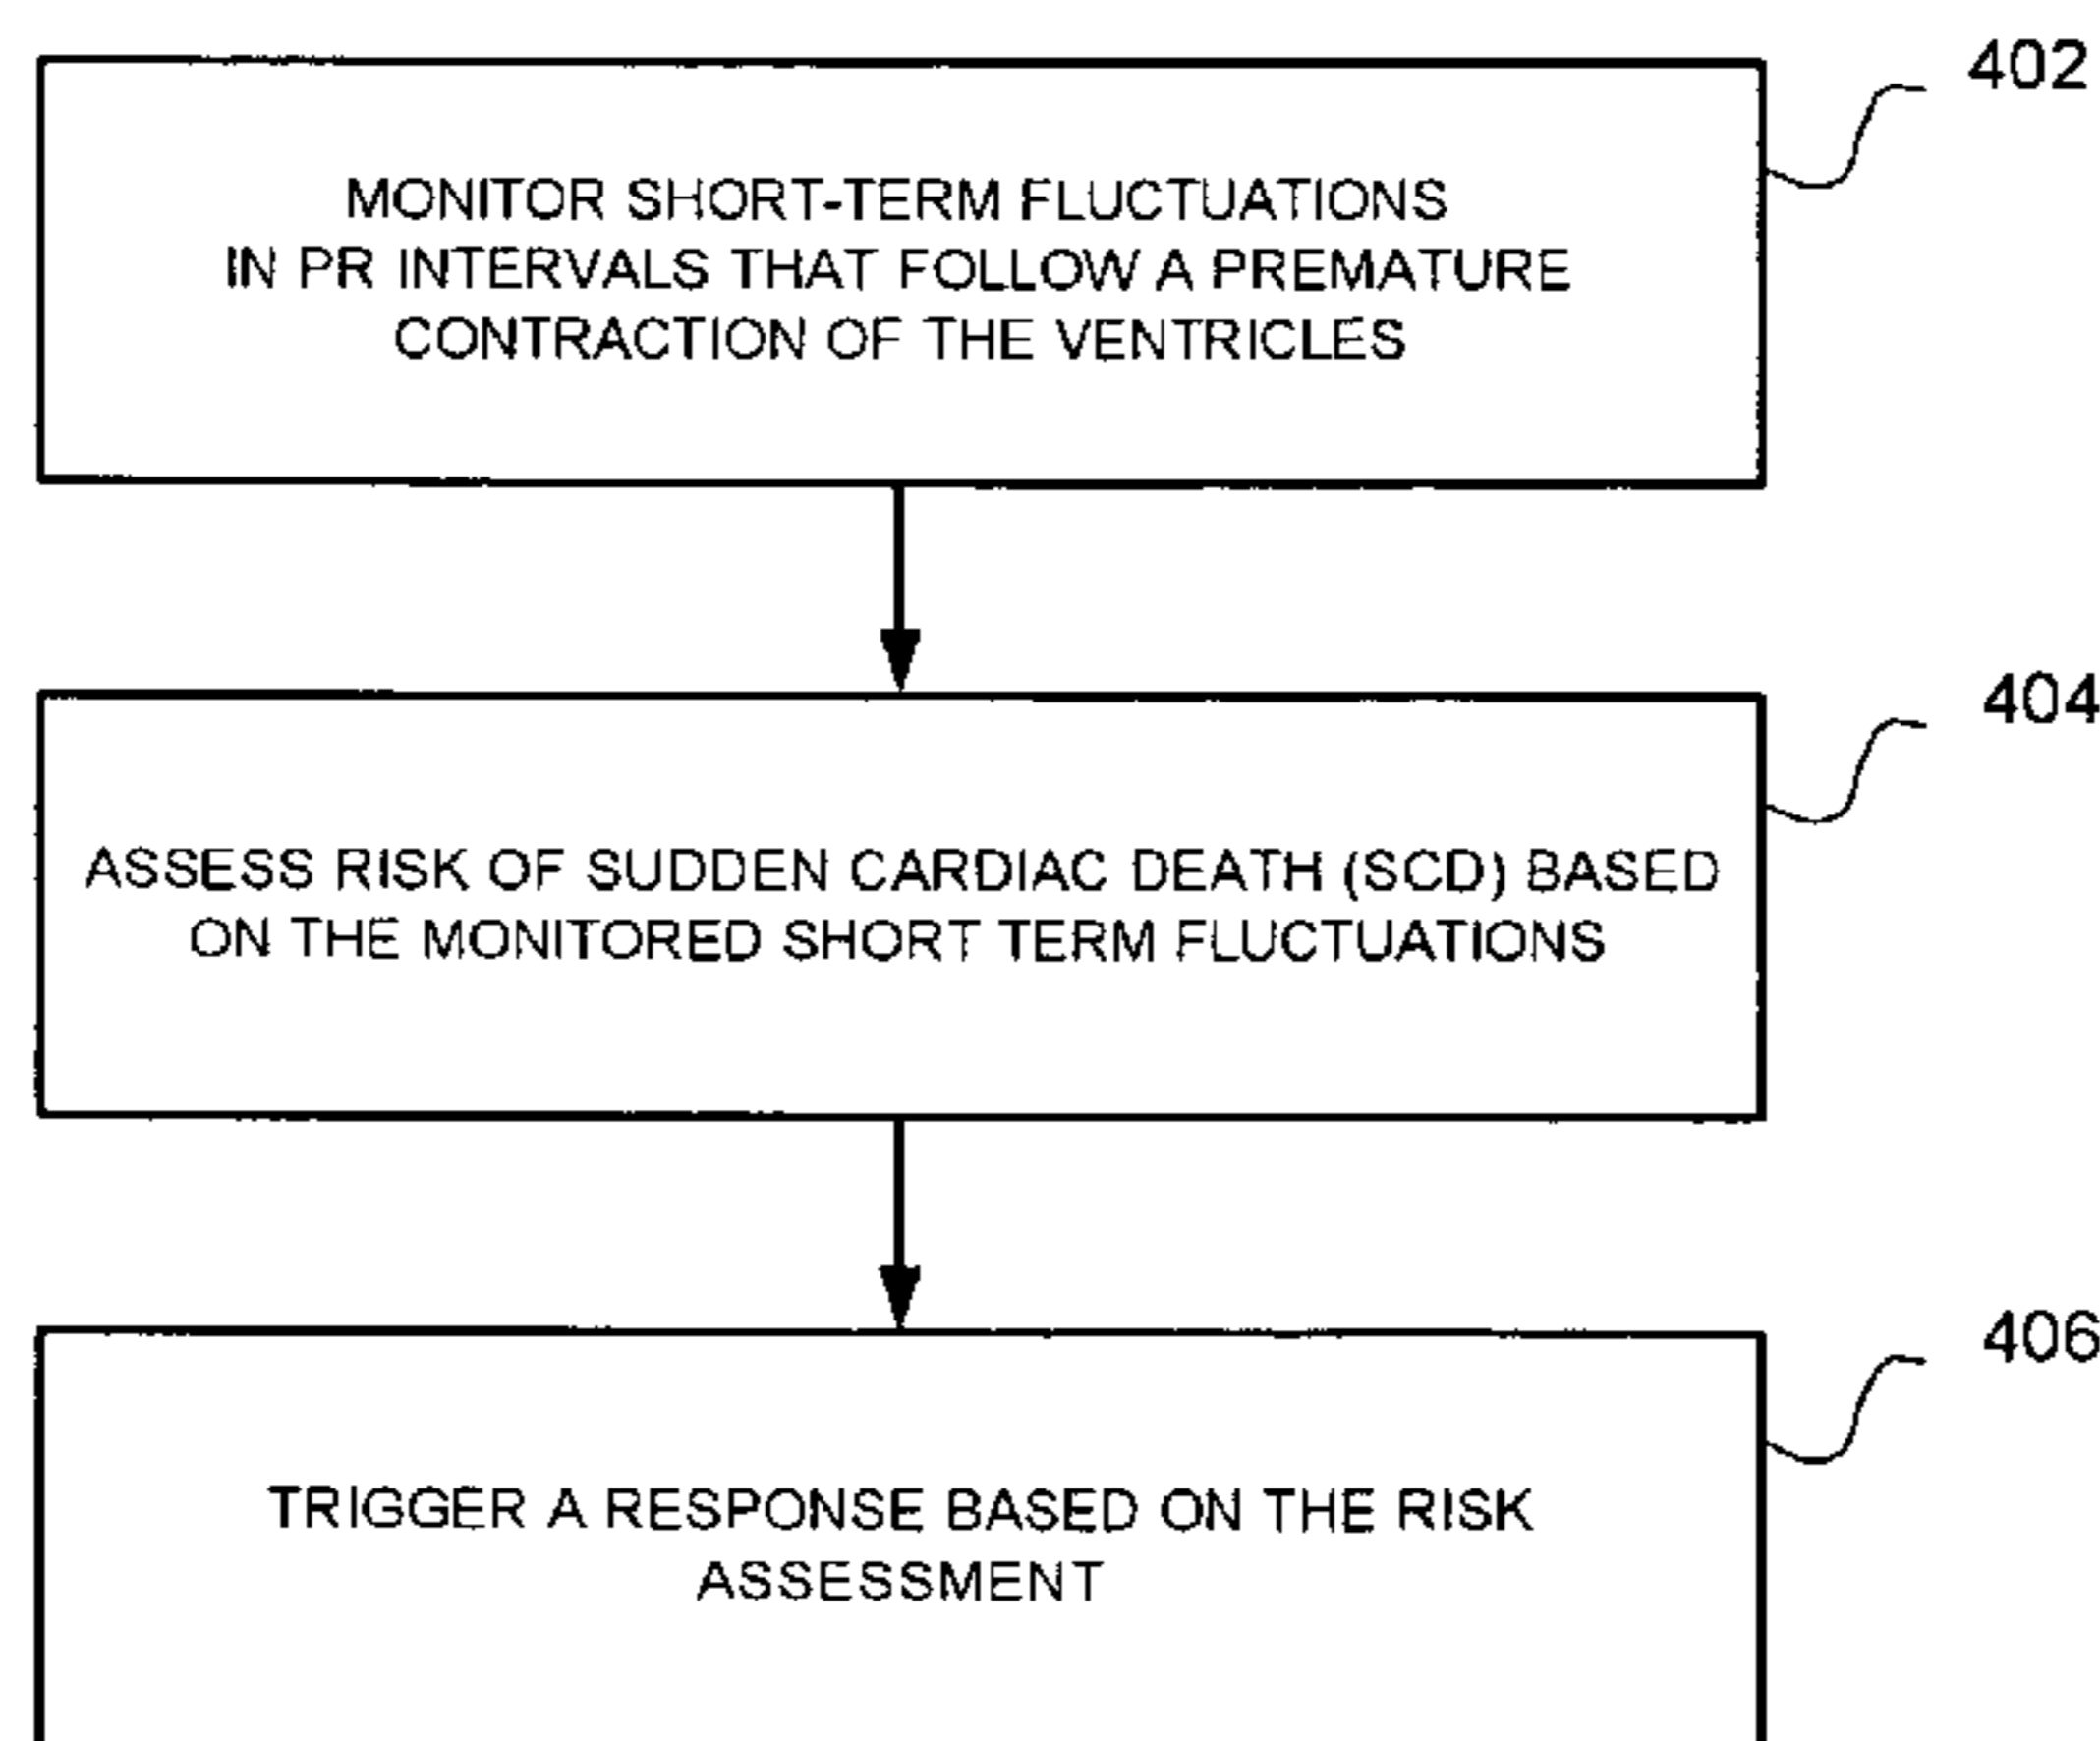 402
MONITOR SHORT-TERM FLUCTUATIONS
IN PR INTERVALS THAT FOLLOW A PREMATURE
CONTRACTION OF THE VENTRICLES
404
ASSESS RISK OF SUDDEN CARDIAC DEATH (SCD) BASED
ON THE MONITORED SHORT TERM FLUCTUATIONS
406
TRIGGER A RESPONSE BASED ON THE RISK
ASSESSMENT